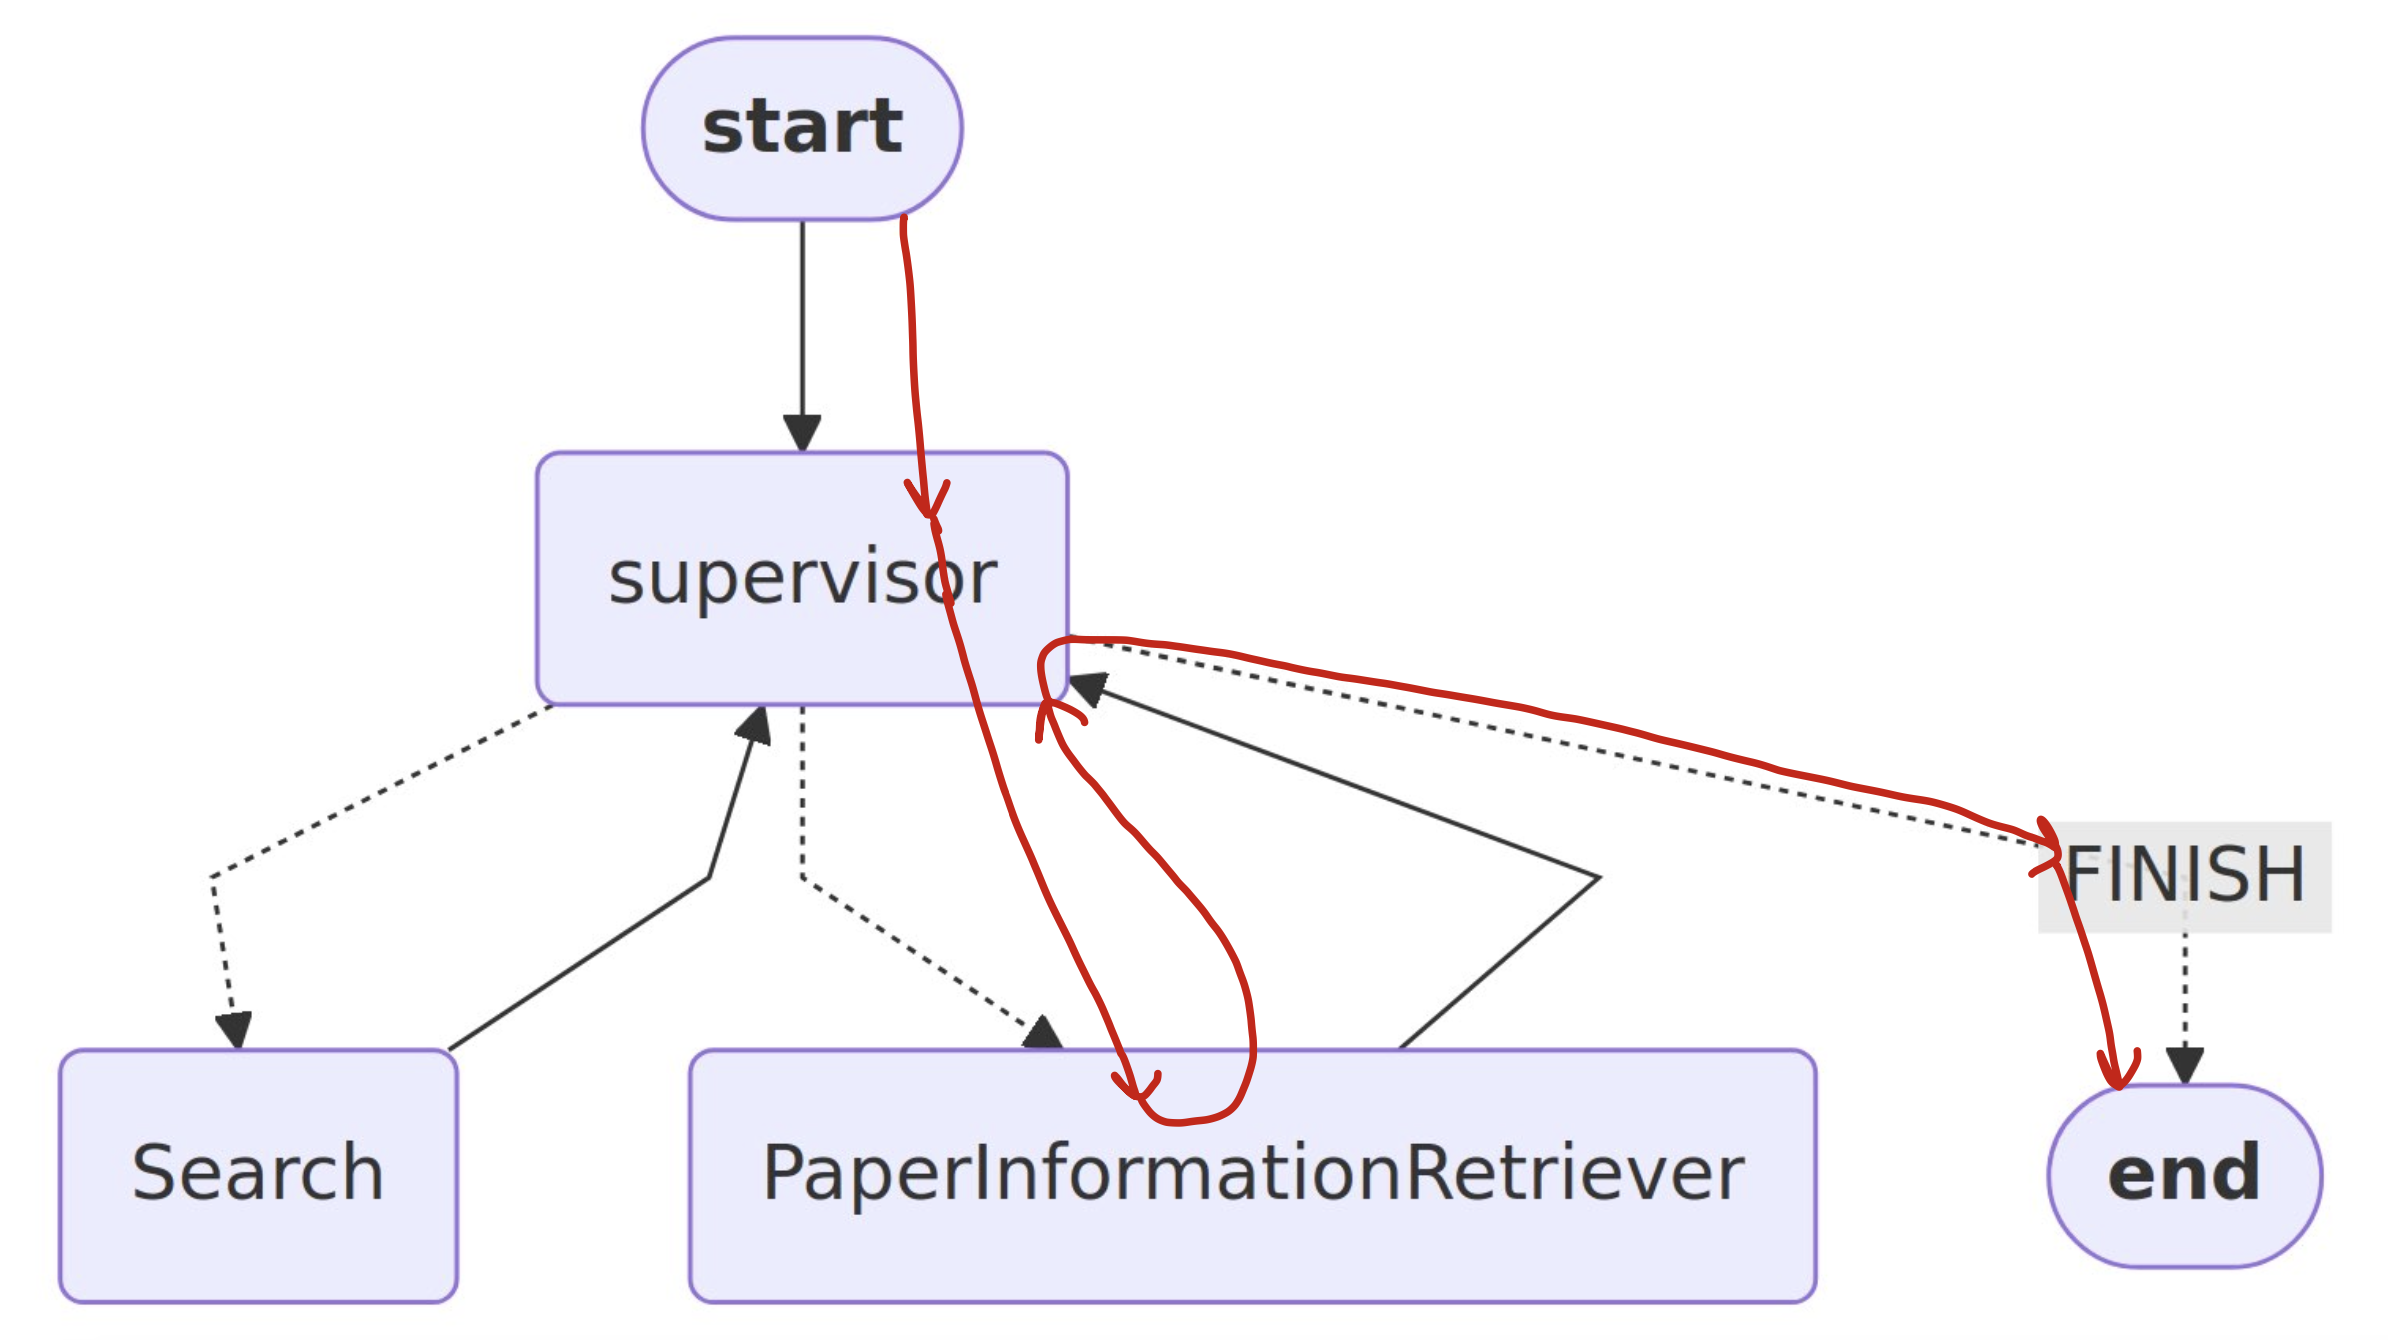 start
supervisor
FINISH
Search
PaperInformationRetriever
end